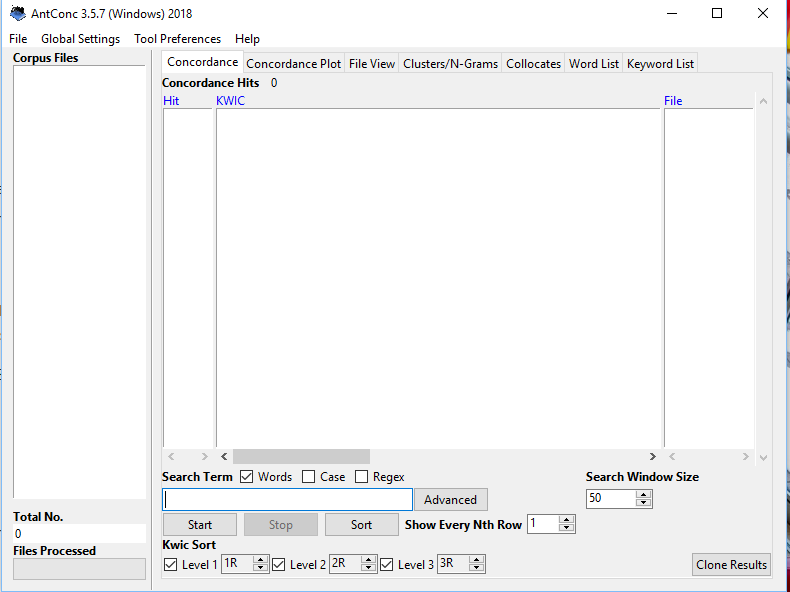 AntConc 3.5.7 (Windows) 2018
File Global Settings Tool Preferences Help
Corpus Files
Concordance Concordance Plot File View Clusters/N-Grams Collocates Word List Keyword List
Concordance Hits 0
Hit KWIC File
Search Term Words Case Regex Search Window Size
Advanced 50
Total No.
0
Start Stop Sort Show Every Nth Row 1
Files Processed
Kwic Sort
Level 1 1R Level 2 2R Level 3 3R Clone Results